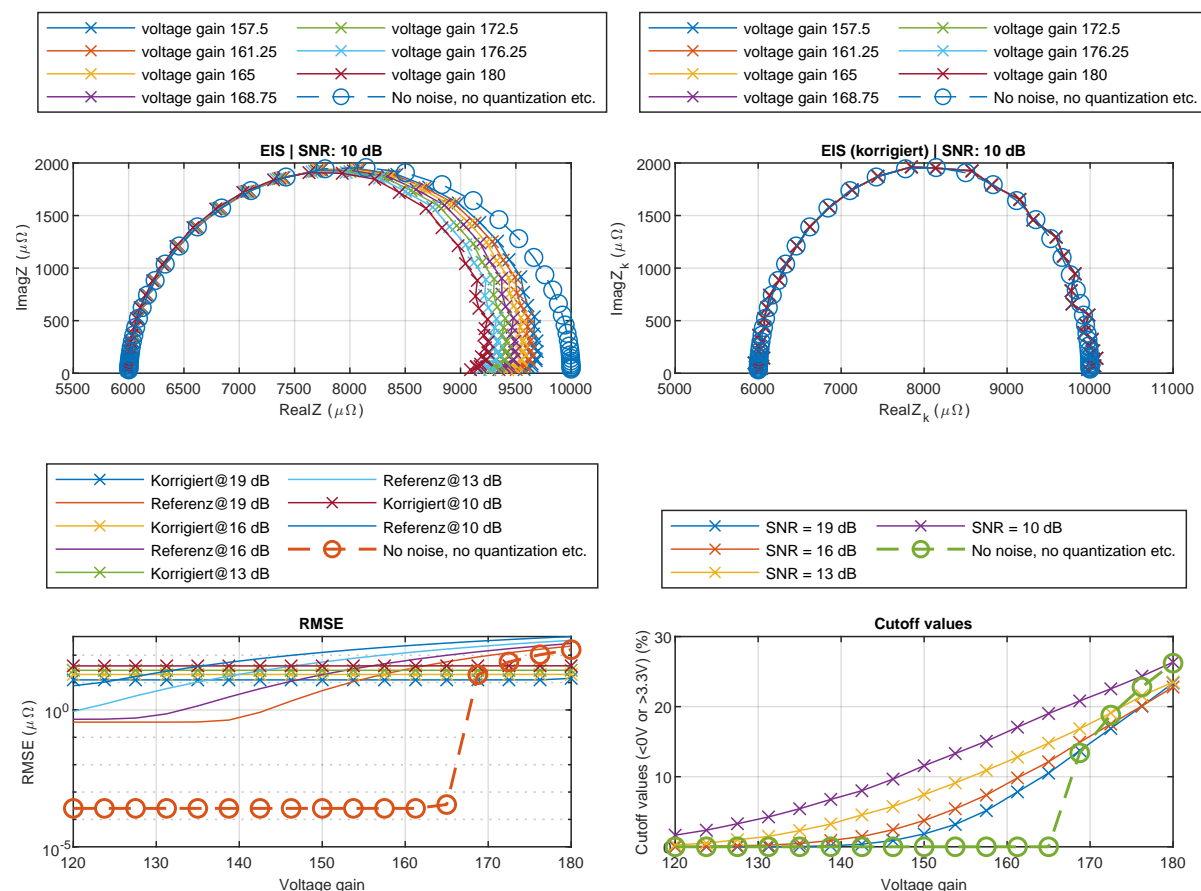 voltage gain 157.5
voltage gain 161.25
voltage gain 165
voltage gain 168.75
voltage gain 172.5
voltage gain 176.25
voltage gain 180
No noise, no quantization etc.
EIS | SNR: 10 dB
ImagZ (μΩ)
2000
1500
1000
500
0
5500 6000 6500 7000 7500 8000 8500 9000 9500 10000
RealZ (μΩ)
voltage gain 157.5
voltage gain 161.25
voltage gain 165
voltage gain 168.75
voltage gain 172.5
voltage gain 176.25
voltage gain 180
No noise, no quantization etc.
EIS (korrigiert) | SNR: 10 dB
ImagZk (μΩ)
2000
1500
1000
500
0
5000 6000 7000 8000 9000 10000 11000
RealZk (μΩ)
Korrigiert@19 dB
Referenz@19 dB
Korrigiert@16 dB
Referenz@16 dB
Korrigiert@13 dB
Referenz@13 dB
Korrigiert@10 dB
Referenz@10 dB
No noise, no quantization etc.
RMSE
RMSE (μΩ)
10^0
10^-5
120 130 140 150 160 170 180
Voltage gain
SNR = 19 dB
SNR = 16 dB
SNR = 13 dB
SNR = 10 dB
No noise, no quantization etc.
Cutoff values
Cutoff values (<0V or >3.3V) (%)
30
20
10
0
120 130 140 150 160 170 180
Voltage gain